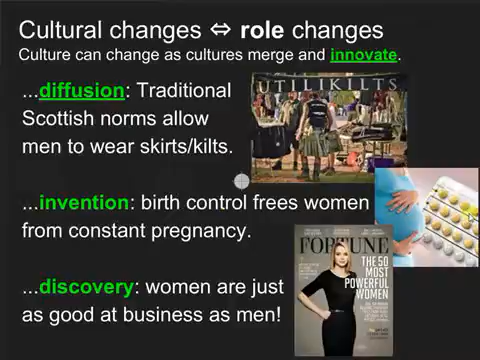 Cultural changes ⇔ role changes
Culture can change as cultures merge and innovate.
...diffusion: Traditional
Scottish norms allow
men to wear skirts/kilts.
UTILIKILTS
...invention: birth control frees women
from constant pregnancy.
FORTUNE
THE 50
MOST
POWERFUL
WOMEN
...discovery: women are just
as good at business as men!